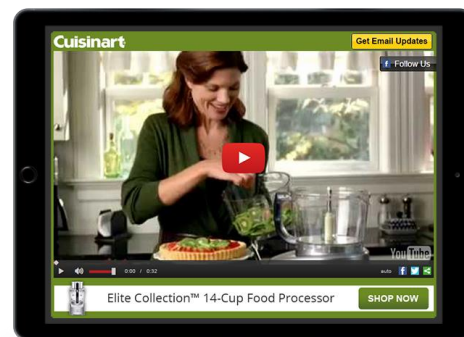 Cuisinart
Get Email Updates
f Follow Us
YouTube
0:00 / 0:32
auto
Elite Collection™ 14-Cup Food Processor
SHOP NOW